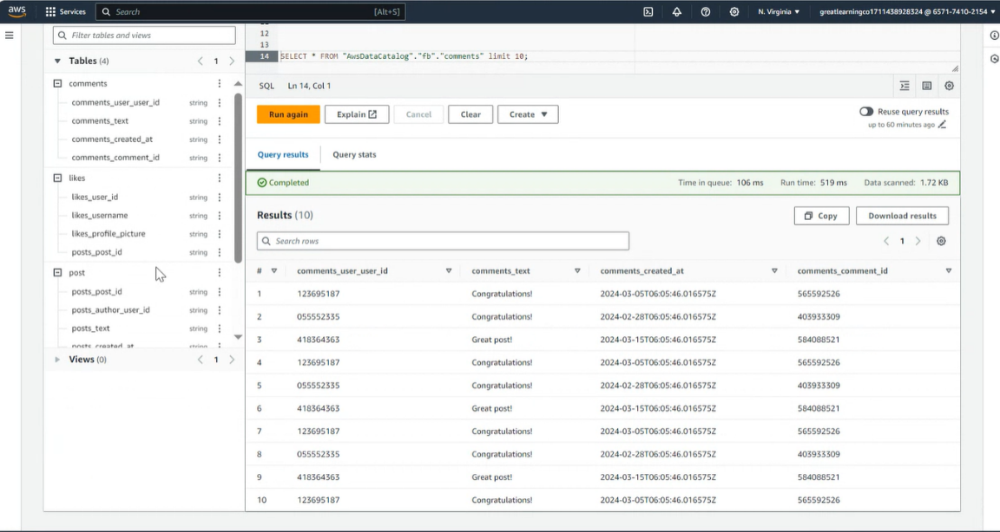 aws Services Search [Alt+S] N. Virginia greatlearningco1711438928324 @ 6571-7410-2154
Filter tables and views
Tables (4) 1
comments
comments_user_user_id string
comments_text string
comments_created_at string
comments_comment_id string
likes
likes_user_id string
likes_username string
likes_profile_picture string
posts_post_id string
post
posts_post_id string
posts_author_user_id string
posts_text string
posts_created_at string
Views (0) 1
12
13
14 SELECT * FROM "AwsDataCatalog"."fb"."comments" limit 10;
SQL Ln 14, Col 1
Run again Explain Cancel Clear Create Reuse query results
up to 60 minutes ago
Query results Query stats
Completed Time in queue: 106 ms Run time: 519 ms Data scanned: 1.72 KB
Results (10) Copy Download results
Search rows 1
# comments_user_user_id comments_text comments_created_at comments_comment_id
1 123695187 Congratulations! 2024-03-05T06:05:46.016575Z 565592526
2 055552335 Congratulations! 2024-02-28T06:05:46.016575Z 403933309
3 418364363 Great post! 2024-03-15T06:05:46.016575Z 584088521
4 123695187 Congratulations! 2024-03-05T06:05:46.016575Z 565592526
5 055552335 Congratulations! 2024-02-28T06:05:46.016575Z 403933309
6 418364363 Great post! 2024-03-15T06:05:46.016575Z 584088521
7 123695187 Congratulations! 2024-03-05T06:05:46.016575Z 565592526
8 055552335 Congratulations! 2024-02-28T06:05:46.016575Z 403933309
9 418364363 Great post! 2024-03-15T06:05:46.016575Z 584088521
10 123695187 Congratulations! 2024-03-05T06:05:46.016575Z 565592526